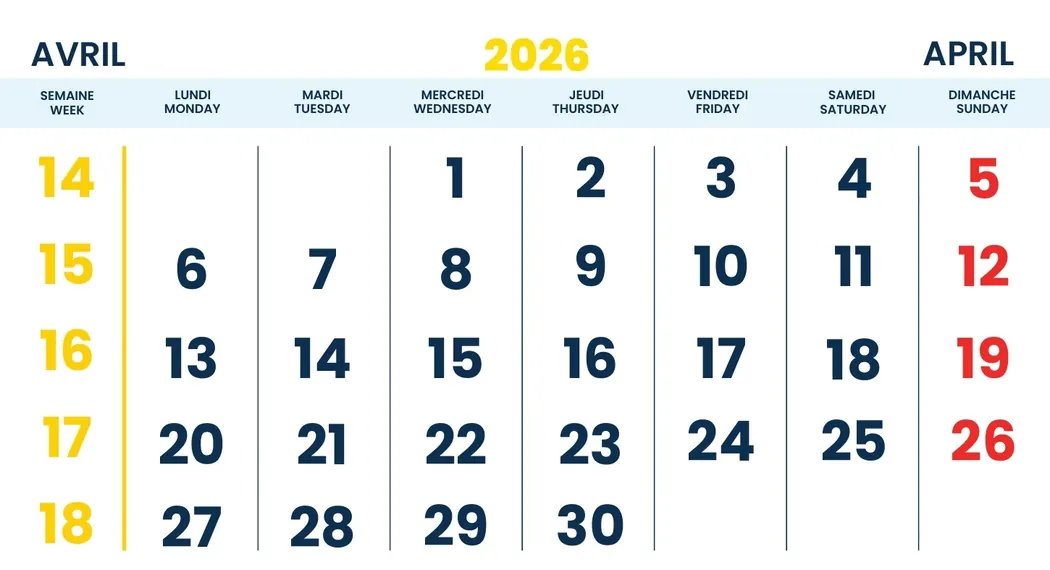 AVRIL 2026 APRIL
SEMAINE LUNDI MARDI MERCREDI JEUDI VENDREDI SAMEDI DIMANCHE
WEEK MONDAY TUESDAY WEDNESDAY THURSDAY FRIDAY SATURDAY SUNDAY
14 1 2 3 4 5
15 6 7 8 9 10 11 12
16 13 14 15 16 17 18 19
17 20 21 22 23 24 25 26
18 27 28 29 30